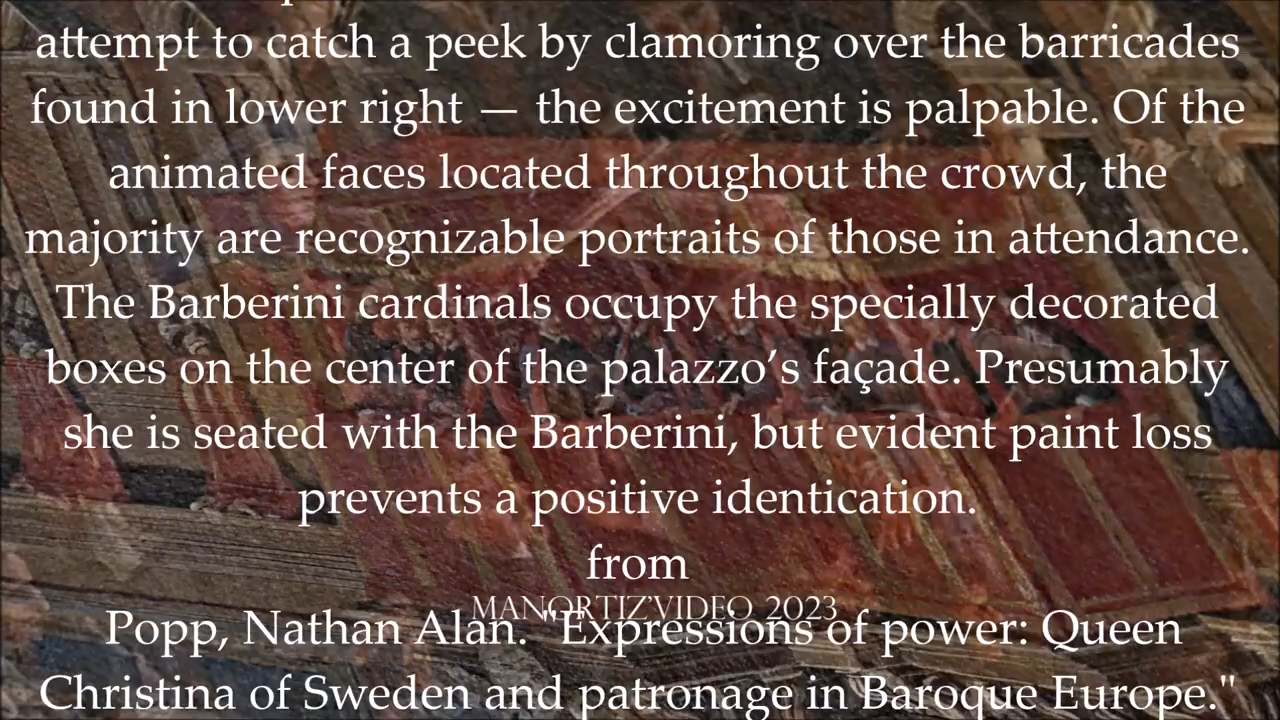 attempt to catch a peek by clamoring over the barricades
found in lower right — the excitement is palpable. Of the
animated faces located throughout the crowd, the
majority are recognizable portraits of those in attendance.
The Barberini cardinals occupy the specially decorated
boxes on the center of the palazzo’s façade. Presumably
she is seated with the Barberini, but evident paint loss
prevents a positive identication.
from
MANORTIZ'VIDEO 2023
Popp, Nathan Alan. "Expressions of power: Queen
Christina of Sweden and patronage in Baroque Europe."